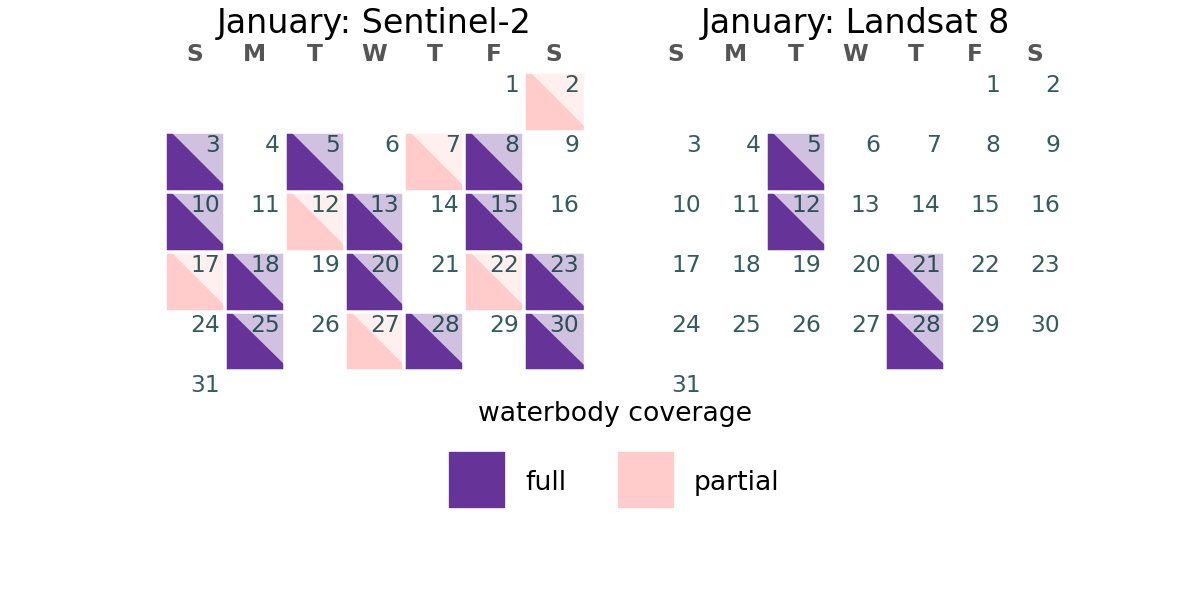 January: Sentinel-2
S M T W T F S
1 2
3 4 5 6 7 8 9
10 11 12 13 14 15 16
17 18 19 20 21 22 23
24 25 26 27 28 29 30
31
January: Landsat 8
S M T W T F S
1 2
3 4 5 6 7 8 9
10 11 12 13 14 15 16
17 18 19 20 21 22 23
24 25 26 27 28 29 30
31
waterbody coverage
full partial